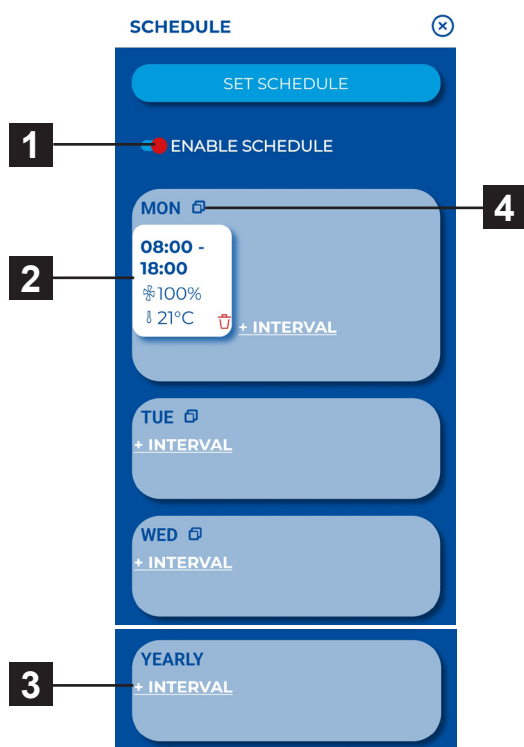 SCHEDULE
SET SCHEDULE
1
ENABLE SCHEDULE
MON
4
08:00 -
18:00
2
100%
21°C
+ INTERVAL
TUE
+ INTERVAL
WED
+ INTERVAL
YEARLY
3
+ INTERVAL